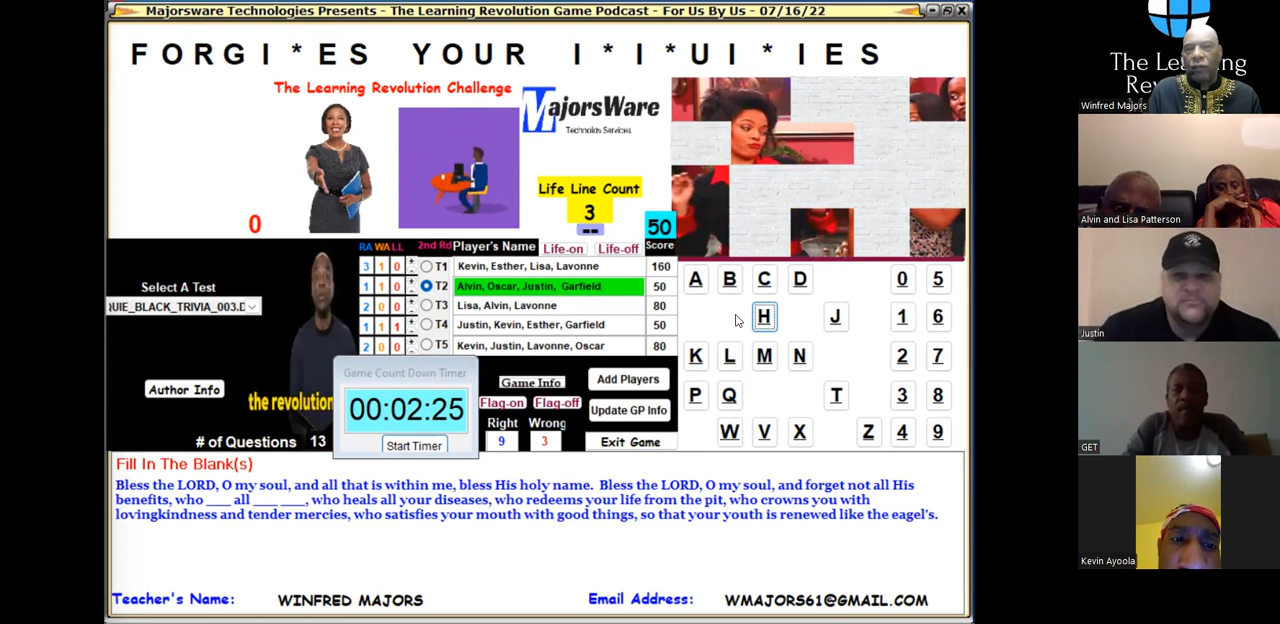 Majorsware Technologies Presents - The Learning Revolution Game Podcast - For Us By Us - 07/16/22
FORGI*ES YOUR I*I*UI*IES
The Learning Revolution Challenge
MajorsWare
Technology Services
Life Line Count
3
--
0
50
RA WA LL 2nd Rd Player's Name Life-on Life-off Score
3 1 0 T1 Kevin, Esther, Lisa, Lavonne 160
1 1 0 T2 Alvin, Oscar, Justin, Garfield 50
2 0 0 T3 Lisa, Alvin, Lavonne 80
1 1 1 T4 Justin, Kevin, Esther, Garfield 50
2 0 0 T5 Kevin, Justin, Lavonne, Oscar 80
Select A Test
QUIE_BLACK_TRIVIA_003.D
Author Info
the revolution
# of Questions 13
Game Count Down Timer
00:02:25
Start Timer
Game Info
Flag-on Flag-off
Right Wrong
9 3
Add Players
Update GP Info
Exit Game
A B C D 0 5
H J 1 6
K L M N 2 7
P Q T 3 8
W V X Z 4 9
Fill In The Blank(s)
Bless the LORD, O my soul, and all that is within me, bless His holy name. Bless the LORD, O my soul, and forget not all His
benefits, who ___ all ___ ___, who heals all your diseases, who redeems your life from the pit, who crowns you with
lovingkindness and tender mercies, who satisfies your mouth with good things, so that your youth is renewed like the eagel's.
Teacher's Name: WINFRED MAJORS Email Address: WMAJORS61@GMAIL.COM
The Learning
Winfred Majors
Alvin and Lisa Patterson
Justin
GET
Kevin Ayoola